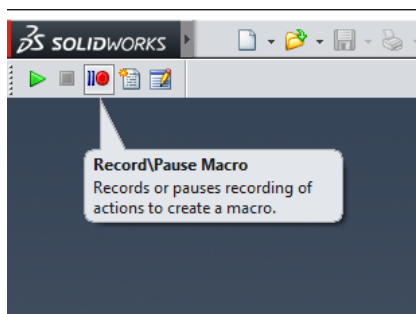 SOLIDWORKS
Record\Pause Macro
Records or pauses recording of
actions to create a macro.